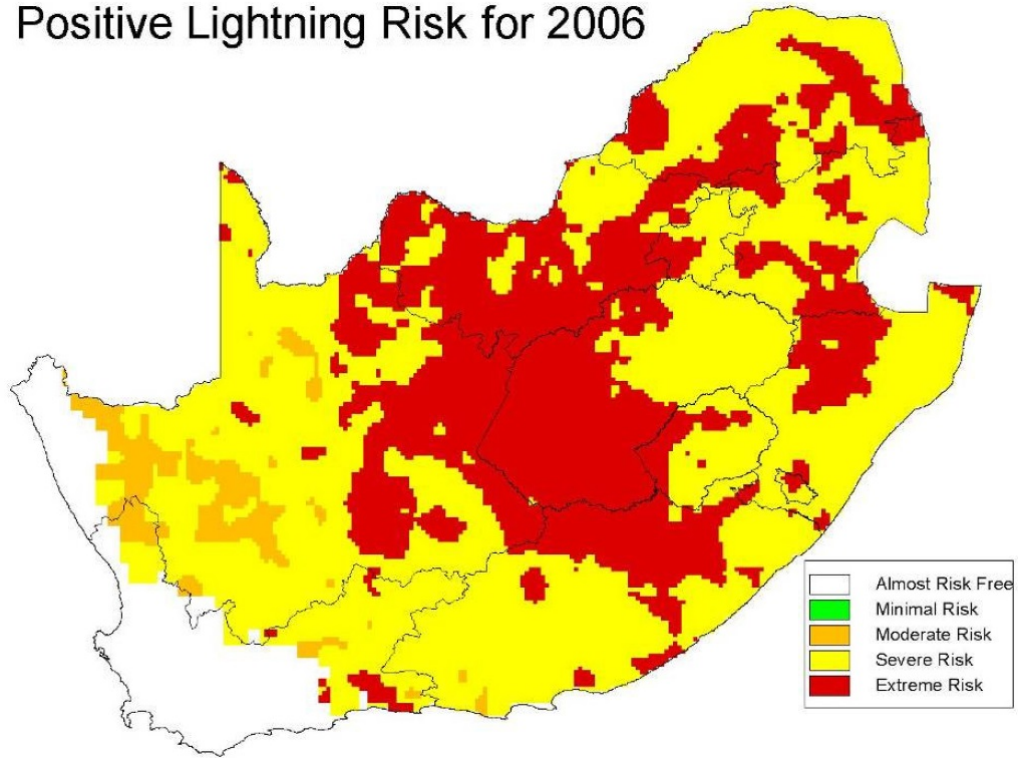 Positive Lightning Risk for 2006
Almost Risk Free
Minimal Risk
Moderate Risk
Severe Risk
Extreme Risk